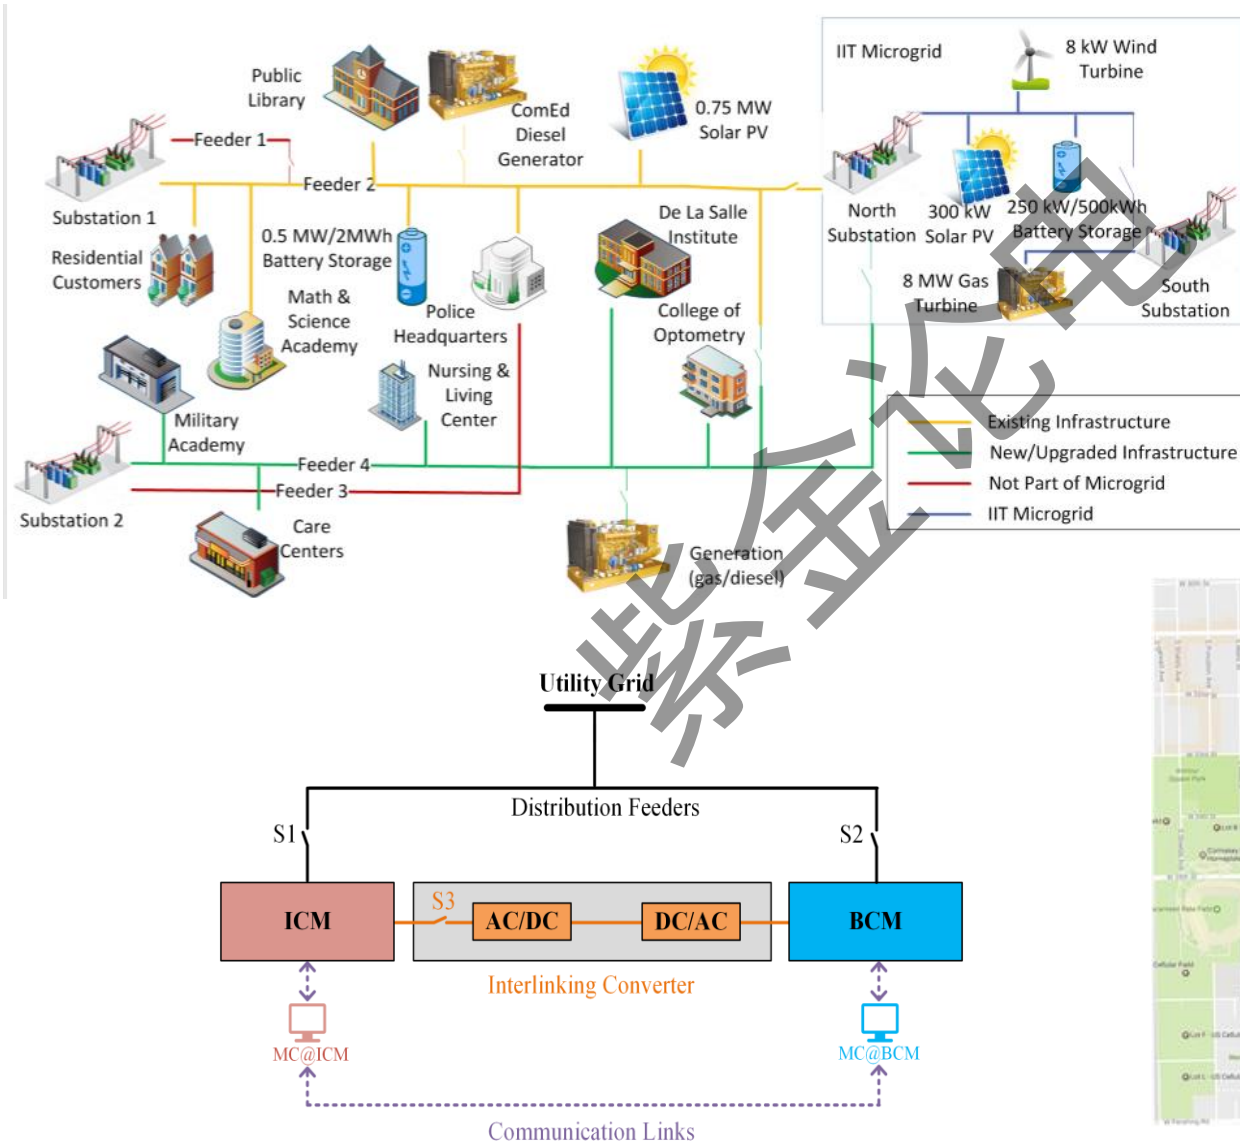 IIT Microgrid
8 kW Wind
Turbine
Public
Library
ComEd
Diesel
Generator
0.75 MW
Solar PV
Feeder 1
Feeder 2
Substation 1
Residential
Customers
0.5 MW/2MWh
Battery Storage
De La Salle
Institute
North
Substation
300 kW
Solar PV
250 kW/500kWh
Battery Storage
8 MW Gas
Turbine
South
Substation
Math &
Science
Academy
Police
Headquarters
College of
Optometry
Nursing &
Living
Center
Military
Academy
Feeder 4
Feeder 3
Substation 2
Care
Centers
Generation
(gas/diesel)
Existing Infrastructure
New/Upgraded Infrastructure
Not Part of Microgrid
IIT Microgrid
紫金论电
Utility Grid
Distribution Feeders
S1
S2
ICM
S3
AC/DC
DC/AC
BCM
Interlinking Converter
MC@ICM
MC@BCM
Communication Links